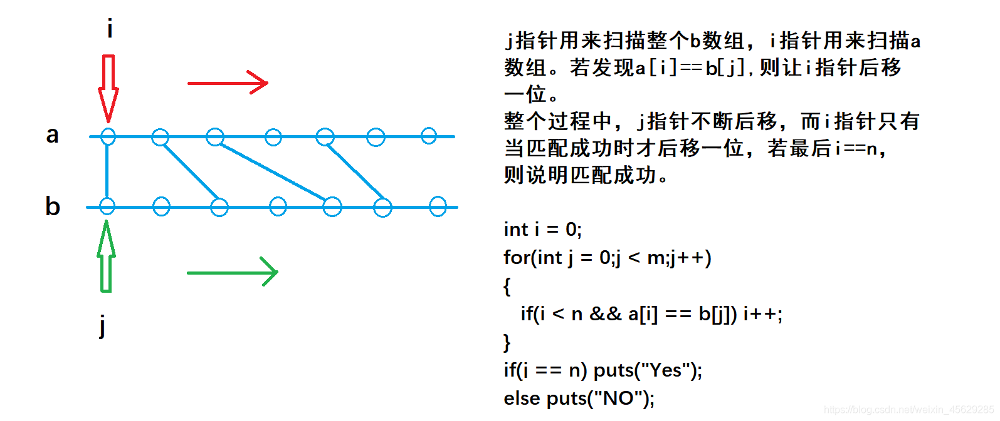 i
a
b
j
j指针用来扫描整个b数组，i指针用来扫描a
数组。若发现a[i]==b[j],则让i指针后移
一位。
整个过程中，j指针不断后移，而i指针只有
当匹配成功时才后移一位，若最后i==n，
则说明匹配成功。
int i = 0;
for(int j = 0;j < m;j++)
{
if(i < n && a[i] == b[j]) i++;
}
if(i == n) puts("Yes");
else puts("NO");
https://blog.csdn.net/weixin_45629285